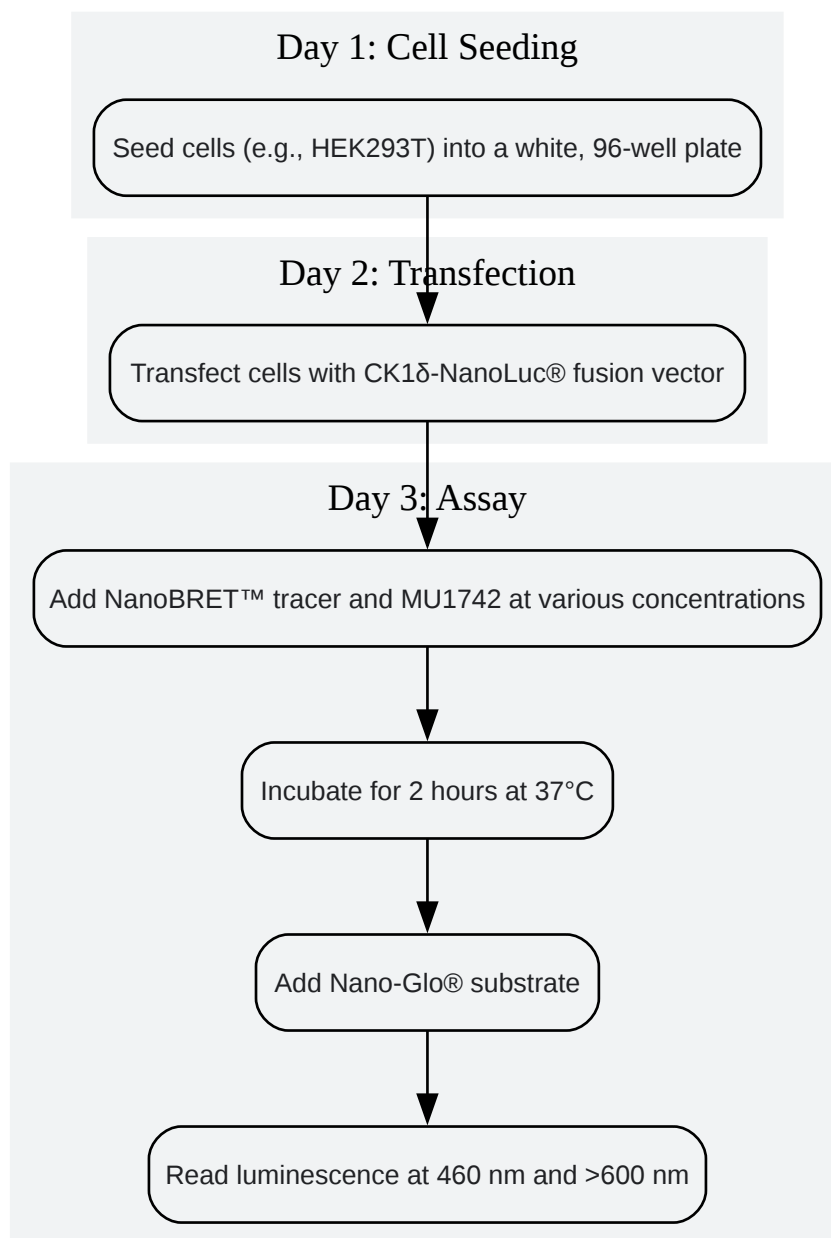 Day 1: Cell Seeding
Seed cells (e.g., HEK293T) into a white, 96-well plate
Day 2: Transfection
Transfect cells with CK1δ-NanoLuc® fusion vector
Day 3: Assay
Add NanoBRET™ tracer and MU1742 at various concentrations
Incubate for 2 hours at 37°C
Add Nano-Glo® substrate
Read luminescence at 460 nm and >600 nm